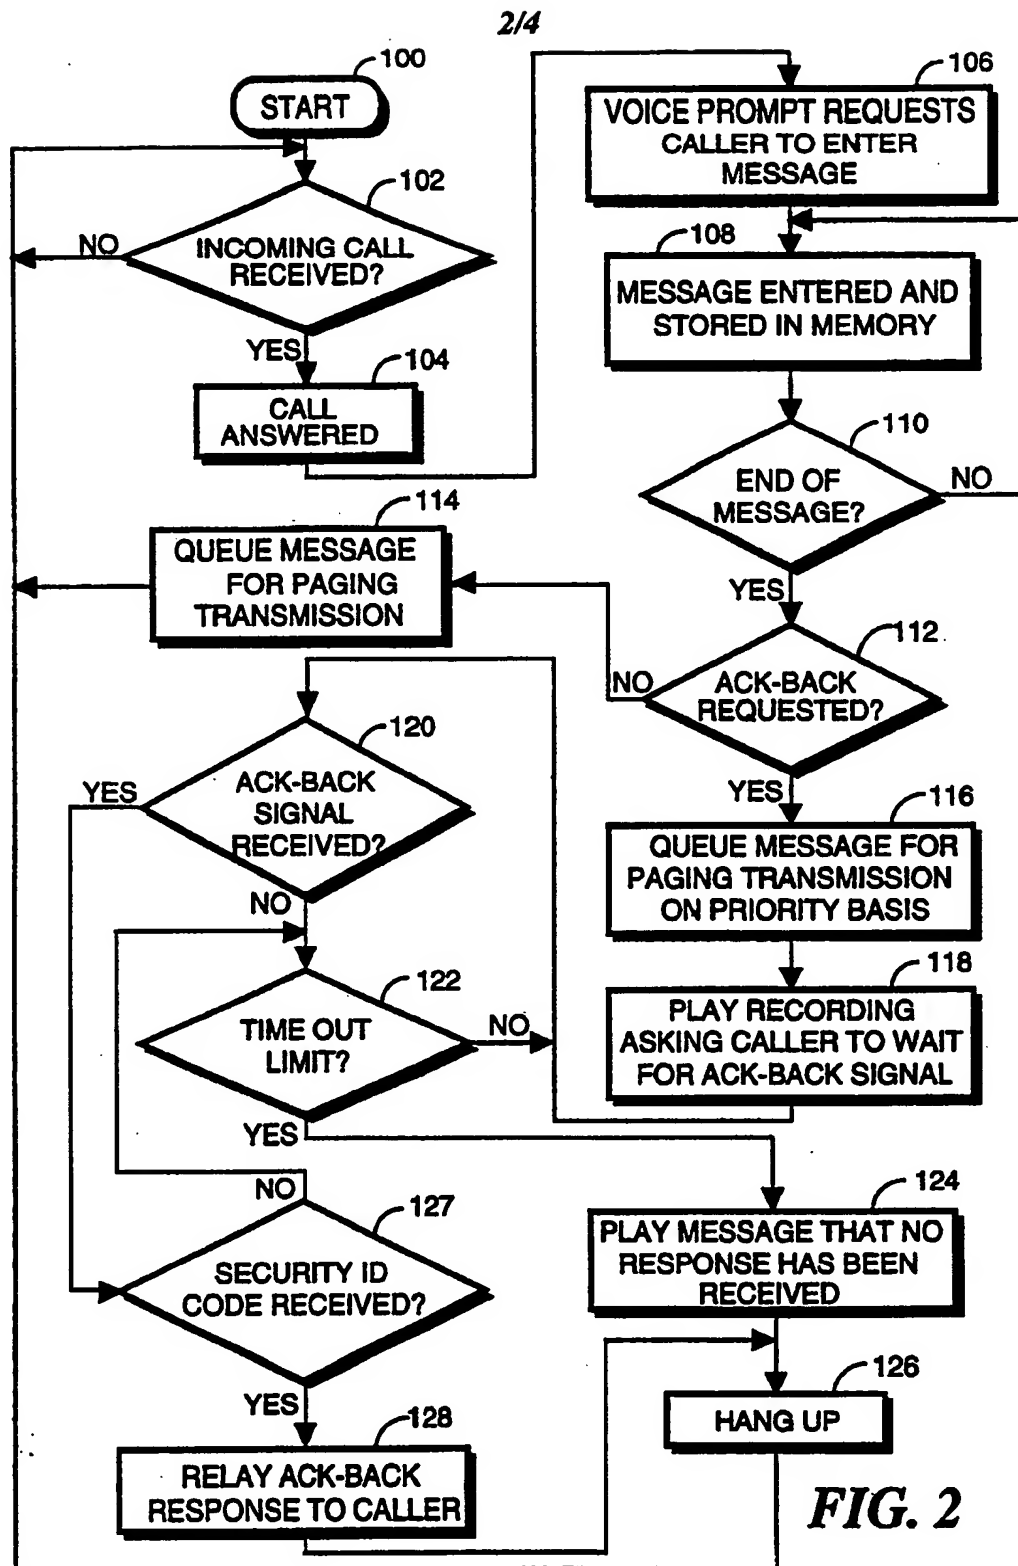 2/4
100
START
102
INCOMING CALL
RECEIVED?
NO
YES
104
CALL
ANSWERED
106
VOICE PROMPT REQUESTS
CALLER TO ENTER
MESSAGE
108
MESSAGE ENTERED AND
STORED IN MEMORY
110
END OF
MESSAGE?
NO
YES
112
ACK-BACK
REQUESTED?
NO
YES
114
QUEUE MESSAGE
FOR PAGING
TRANSMISSION
116
QUEUE MESSAGE FOR
PAGING TRANSMISSION
ON PRIORITY BASIS
118
PLAY RECORDING
ASKING CALLER TO WAIT
FOR ACK-BACK SIGNAL
120
ACK-BACK
SIGNAL
RECEIVED?
YES
NO
122
TIME OUT
LIMIT?
NO
YES
124
PLAY MESSAGE THAT NO
RESPONSE HAS BEEN
RECEIVED
126
HANG UP
NO
127
SECURITY ID
CODE RECEIVED?
YES
128
RELAY ACK-BACK
RESPONSE TO CALLER
FIG. 2